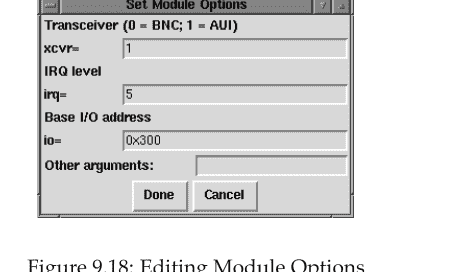 Set Module Options
Transceiver (0 = BNC; 1 = AUI)
xcvr= 1
IRQ level
irq= 5
Base I/O address
io= 0x300
Other arguments:
Done Cancel
Figure 9.18: Editing Module Options